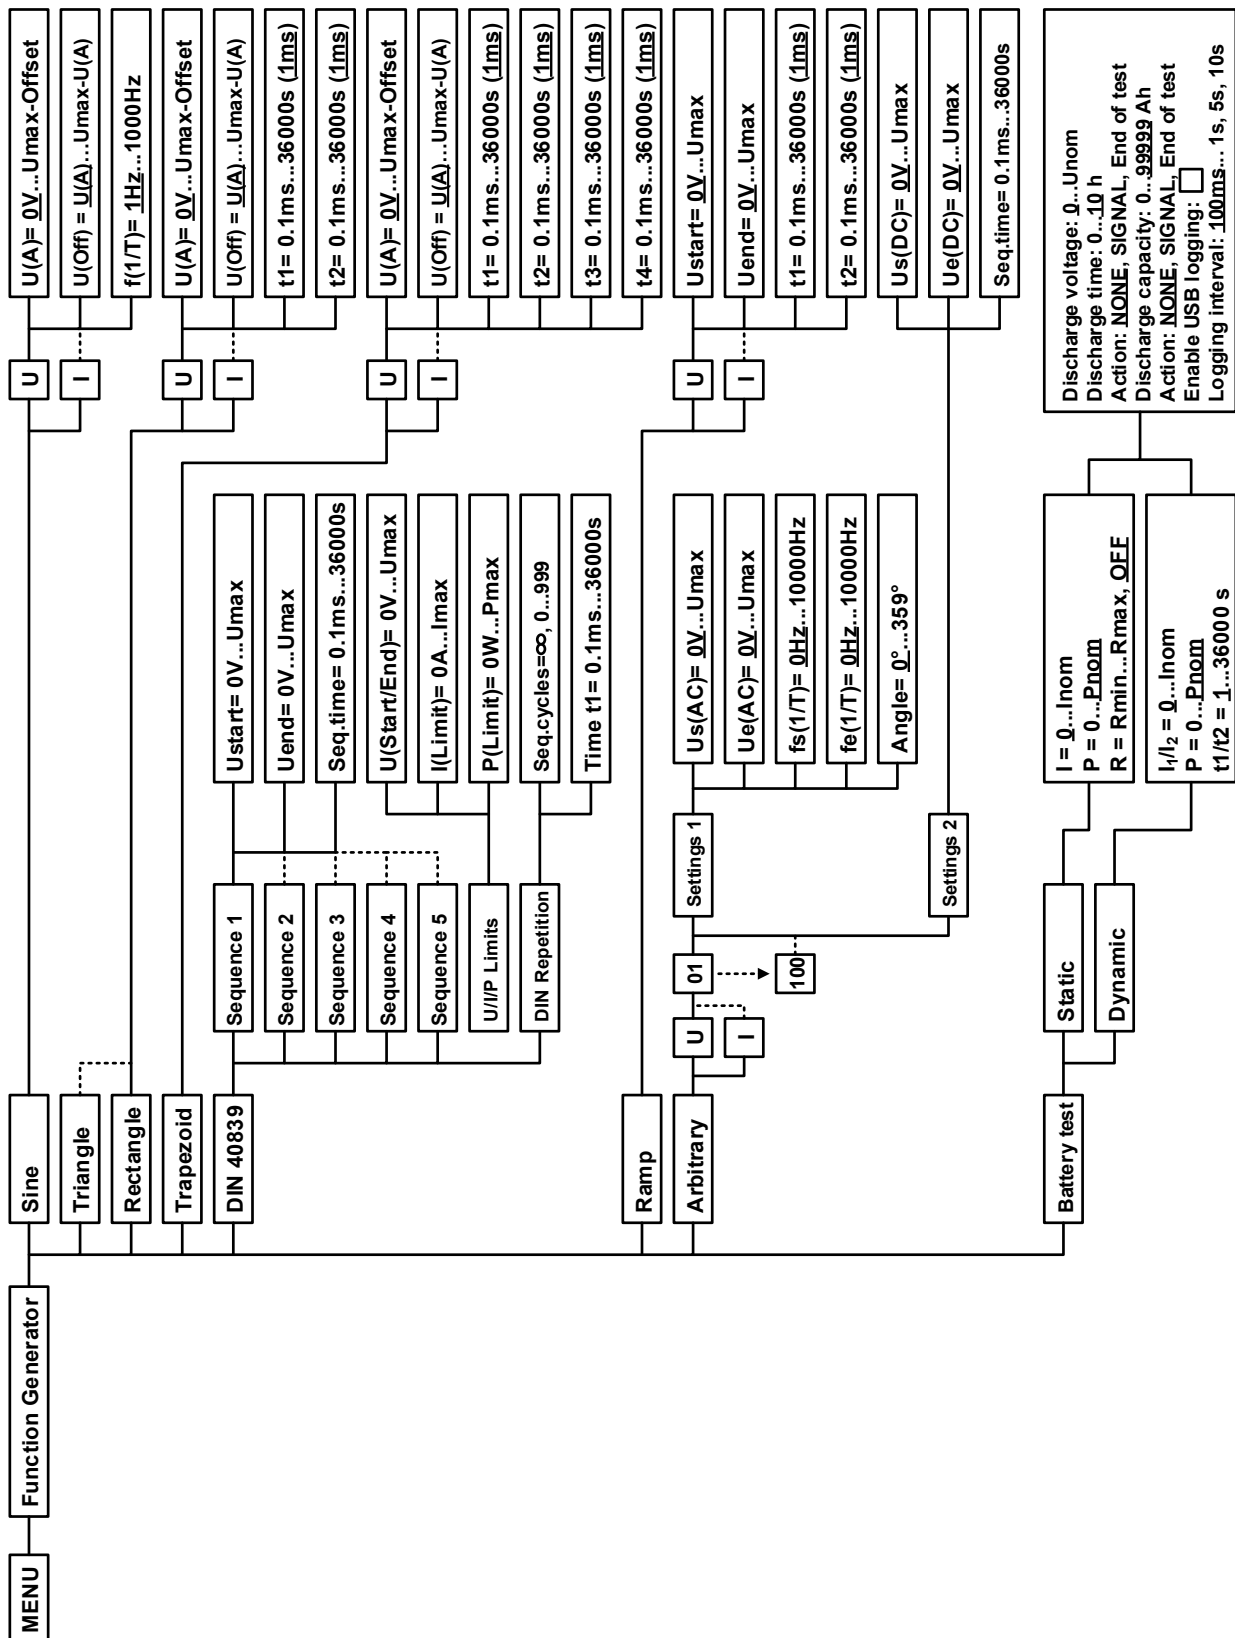 MENU
Function Generator
Sine
U
I
U(A)= 0V...Umax-Offset
U(Off) = U(A)...Umax-U(A)
f(1/T)= 1Hz...1000Hz
Triangle
Rectangle
U
I
U(A)= 0V...Umax-Offset
U(Off) = U(A)...Umax-U(A)
t1= 0.1ms...36000s (1ms)
t2= 0.1ms...36000s (1ms)
Trapezoid
U
I
U(A)= 0V...Umax-Offset
U(Off) = U(A)...Umax-U(A)
t1= 0.1ms...36000s (1ms)
t2= 0.1ms...36000s (1ms)
t3= 0.1ms...36000s (1ms)
t4= 0.1ms...36000s (1ms)
DIN 40839
Sequence 1
Sequence 2
Sequence 3
Sequence 4
Sequence 5
Ustart= 0V...Umax
Uend= 0V...Umax
Seq.time= 0.1ms...36000s
U/I/P Limits
U(Start/End)= 0V...Umax
I(Limit)= 0A...Imax
P(Limit)= 0W...Pmax
DIN Repetition
Seq.cycles=∞, 0...999
Time t1= 0.1ms...36000s
Ramp
U
I
Ustart= 0V...Umax
Uend= 0V...Umax
t1= 0.1ms...36000s (1ms)
t2= 0.1ms...36000s (1ms)
Arbitrary
U
I
01
100
Settings 1
Us(AC)= 0V...Umax
Ue(AC)= 0V...Umax
fs(1/T)= 0Hz...10000Hz
fe(1/T)= 0Hz...10000Hz
Angle= 0°...359°
Settings 2
Us(DC)= 0V...Umax
Ue(DC)= 0V...Umax
Seq.time= 0.1ms...36000s
Battery test
Static
Dynamic
I = 0...Inom
P = 0...Pnom
R = Rmin...Rmax, OFF
I₁/I₂ = 0...Inom
P = 0...Pnom
t1/t2 = 1...36000 s
Discharge voltage: 0...Unom
Discharge time: 0...10 h
Action: NONE, SIGNAL, End of test
Discharge capacity: 0...99999 Ah
Action: NONE, SIGNAL, End of test
Enable USB logging:
Logging interval: 100ms... 1s, 5s, 10s